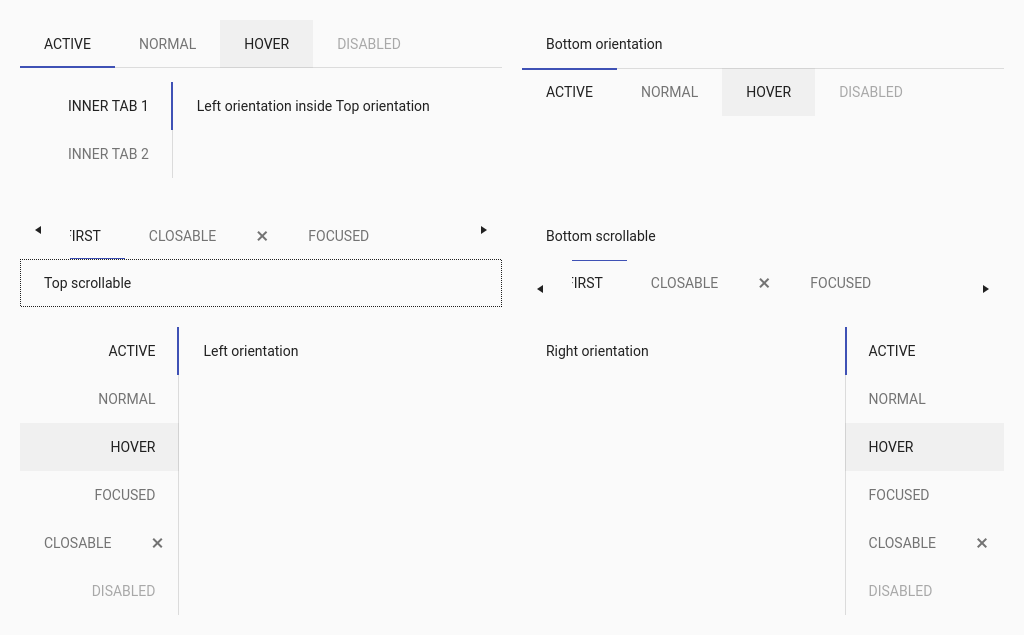 ACTIVE NORMAL HOVER DISABLED
INNER TAB 1 Left orientation inside Top orientation
INNER TAB 2
Bottom orientation
ACTIVE NORMAL HOVER DISABLED
FIRST CLOSABLE ✕ FOCUSED
Top scrollable
Bottom scrollable
FIRST CLOSABLE ✕ FOCUSED
ACTIVE Left orientation
NORMAL
HOVER
FOCUSED
CLOSABLE ✕
DISABLED
Right orientation ACTIVE
NORMAL
HOVER
FOCUSED
CLOSABLE ✕
DISABLED